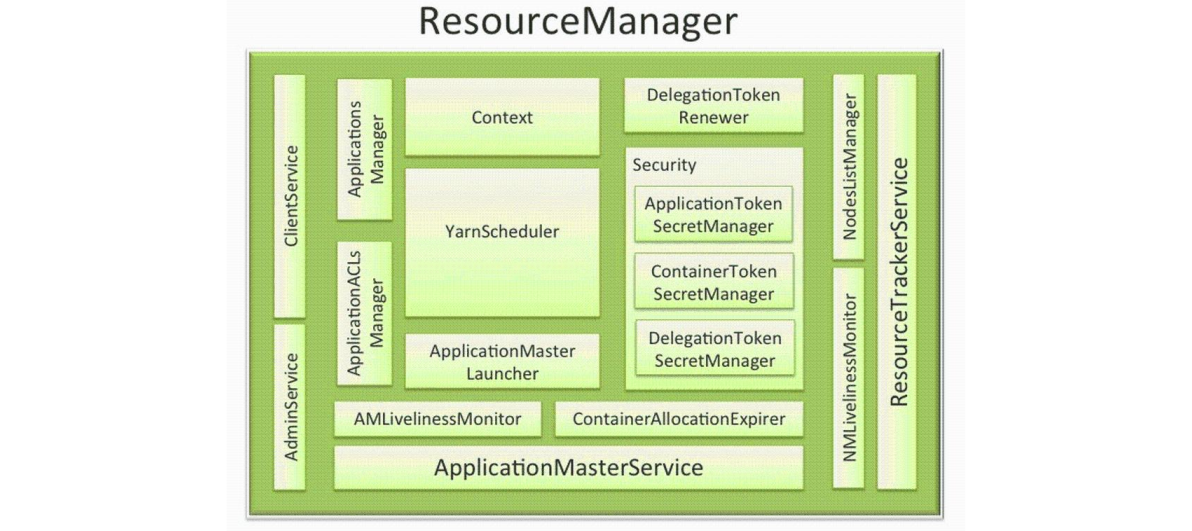 ResourceManager
ClientService
AdminService
Applications
Manager
ApplicationACLs
Manager
Context
YarnScheduler
ApplicationMaster
Launcher
DelegationToken
Renewer
Security
ApplicationToken
SecretManager
ContainerToken
SecretManager
DelegationToken
SecretManager
AMLivelinessMonitor
ContainerAllocationExpirer
ApplicationMasterService
NodesListManager
NMLivelinessMonitor
ResourceTrackerService